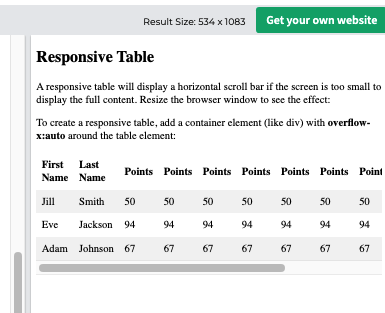 Result Size: 534 x 1083
Get your own website
Responsive Table
A responsive table will display a horizontal scroll bar if the screen is too small to
display the full content. Resize the browser window to see the effect:
To create a responsive table, add a container element (like div) with overflow-
x:auto around the table element:
First Name Last Name Points Points Points Points Points Points Point
Jill Smith 50 50 50 50 50 50 50
Eve Jackson 94 94 94 94 94 94 94
Adam Johnson 67 67 67 67 67 67 67